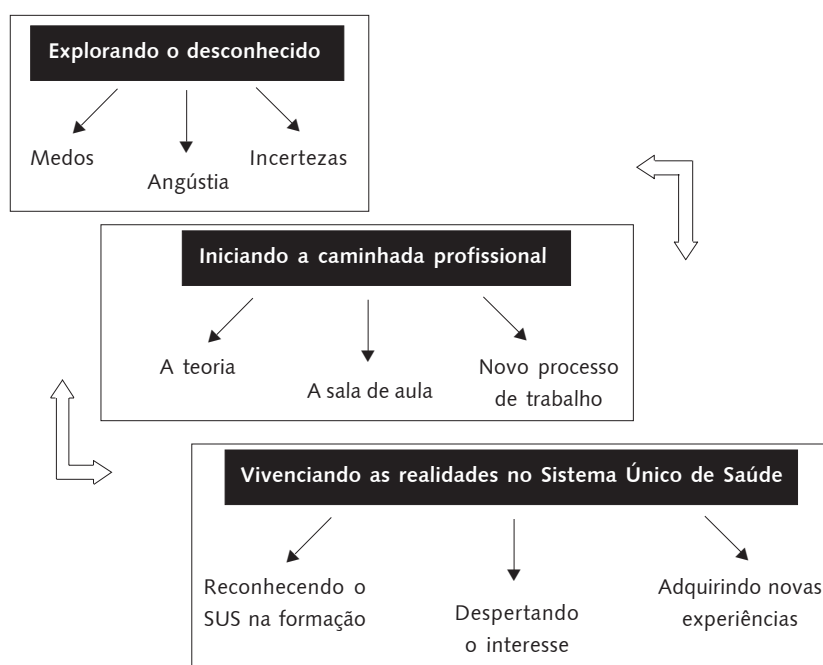 Explorando o desconhecido
Medos
Angústia
Incertezas
Iniciando a caminhada profissional
A teoria
A sala de aula
Novo processo
de trabalho
Vivenciando as realidades no Sistema Único de Saúde
Reconhecendo o
SUS na formação
Despertando
o interesse
Adquirindo novas
experiências